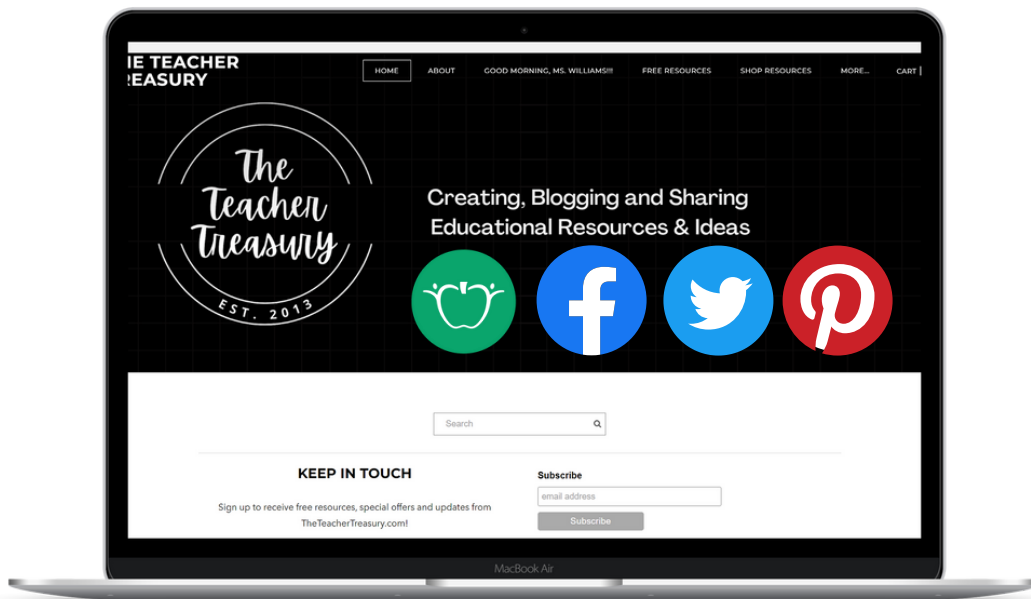 HE TEACHER
REASURY
HOME ABOUT GOOD MORNING, MS. WILLIAMS!!! FREE RESOURCES SHOP RESOURCES MORE... CART
The
Teacher
Treasury
EST. 2013
Creating, Blogging and Sharing
Educational Resources & Ideas
Search
KEEP IN TOUCH
Sign up to receive free resources, special offers and updates from
TheTeacherTreasury.com!
Subscribe
email address
Subscribe
MacBook Air